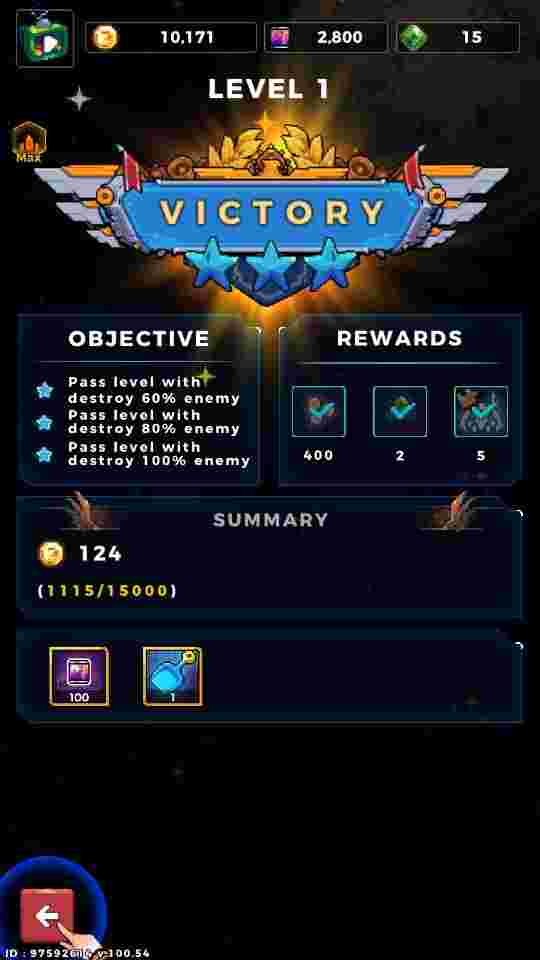 10,171
2,800
15
LEVEL 1
Max
VICTORY
OBJECTIVE
Pass level with
destroy 60% enemy
Pass level with
destroy 80% enemy
Pass level with
destroy 100% enemy
REWARDS
400
2
5
SUMMARY
124
(1115/15000)
100
1
v:100.54